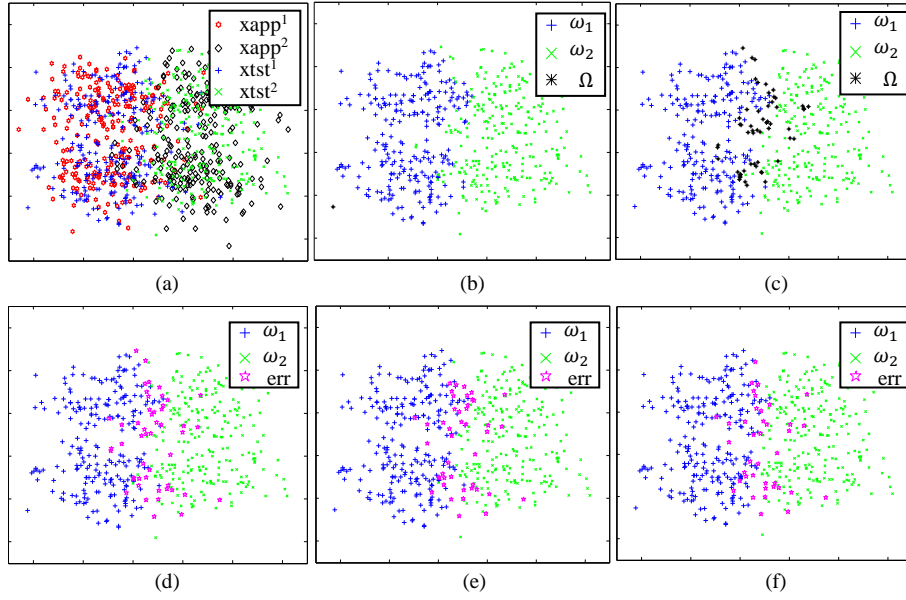 xapp¹
xapp²
xtst¹
xtst²
(a)
ω₁
ω₂
Ω
(b)
ω₁
ω₂
Ω
(c)
ω₁
ω₂
err
(d)
ω₁
ω₂
err
(e)
ω₁
ω₂
err
(f)